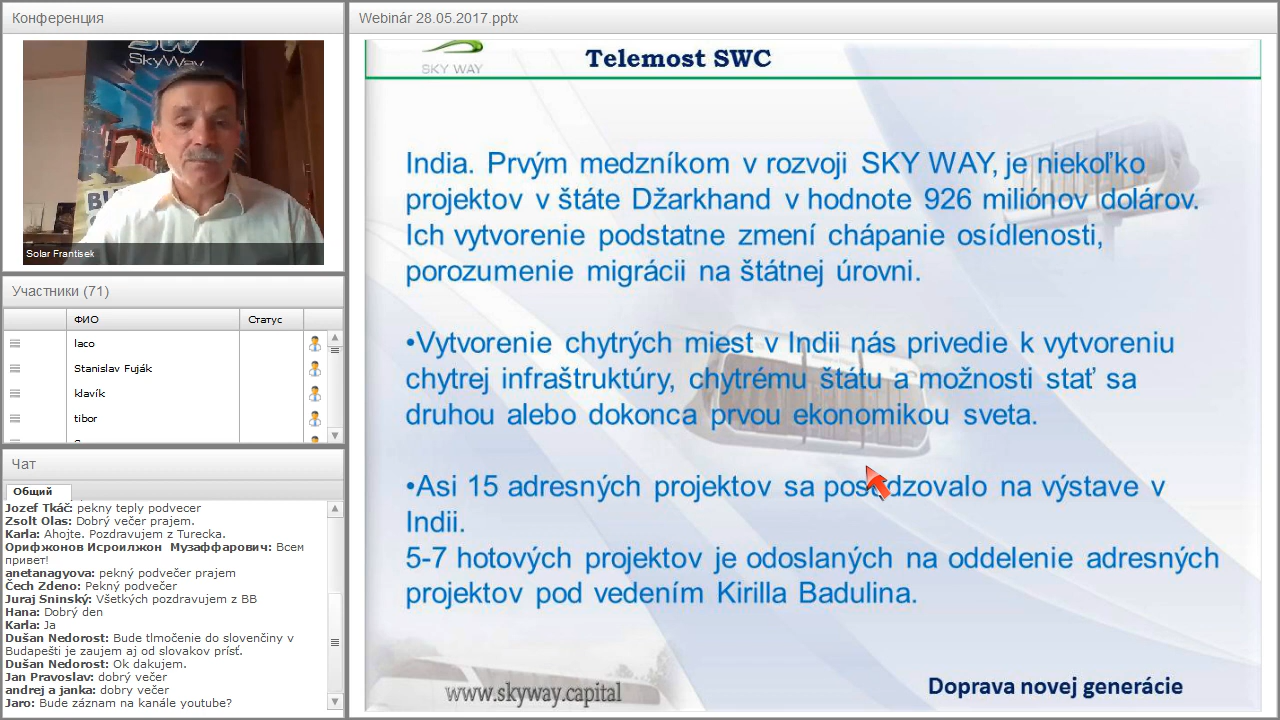 Конференция
SW
SkyWay
Solar Frantisek
Участники (71)
ФИО
Статус
laco
Stanislav Fuják
klavík
tibor
Чат
Общий
Jozef Tkáč: pekny teply podvecer
Zsolt Olas: Dobrý večer prajem.
Karla: Ahojte. Pozdravujem z Turecka.
Орифжонов Исроилжон Музаффарович: Всем
привет!
anetanagyova: pekný podvečer prajem
Čech Zdeno: Pekný podvečer
Juraj Sninský: Všetkých pozdravujem z BB
Hana: Dobrý den
Karla: Ja
Dušan Nedorost: Bude tlmočenie do slovenčiny v
Budapešti je zaujem aj od slovakov prísť.
Dušan Nedorost: Ok dakujem.
Jan Pravoslav: dobrý večer
andrej a janka: dobry večer
Jaro: Bude záznam na kanále youtube?
Webinár 28.05.2017.pptx
SKY WAY
Telemost SWC
India. Prvým medzníkom v rozvoji SKY WAY, je niekoľko
projektov v štáte Džarkhand v hodnote 926 miliónov dolárov.
Ich vytvorenie podstatne zmení chápanie osídlenosti,
porozumenie migrácii na štátnej úrovni.
•Vytvorenie chytrých miest v Indii nás privedie k vytvoreniu
chytrej infraštruktúry, chytrému štátu a možnosti stať sa
druhou alebo dokonca prvou ekonomikou sveta.
•Asi 15 adresných projektov sa posudzovalo na výstave v
Indii.
5-7 hotových projektov je odoslaných na oddelenie adresných
projektov pod vedením Kirilla Badulina.
www.skyway.capital
Doprava novej generácie